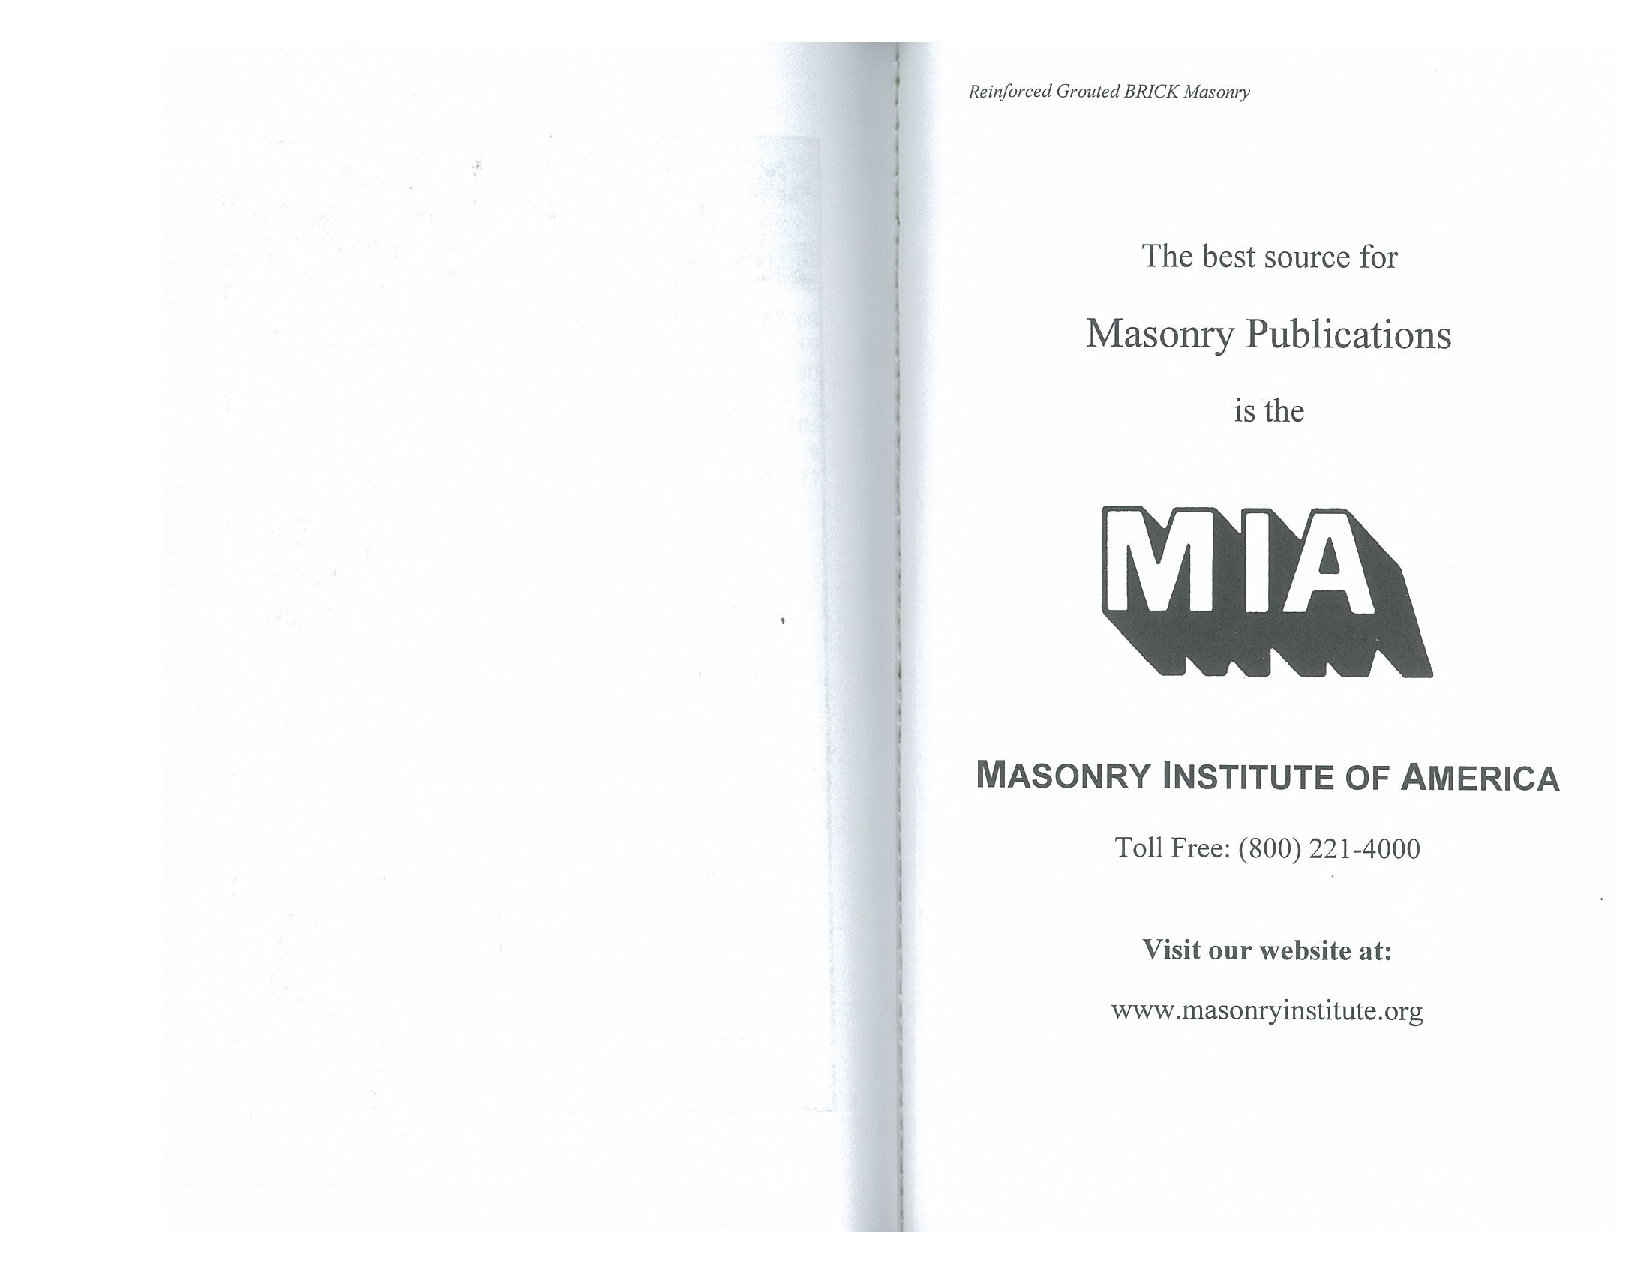 Reinforced Grouted BRICK Masonry
The best source for
Masonry Publications
is the
MIA
MASONRY INSTITUTE OF AMERICA
Toll Free: (800) 221-4000
Visit our website at:
www.masonryinstitute.org